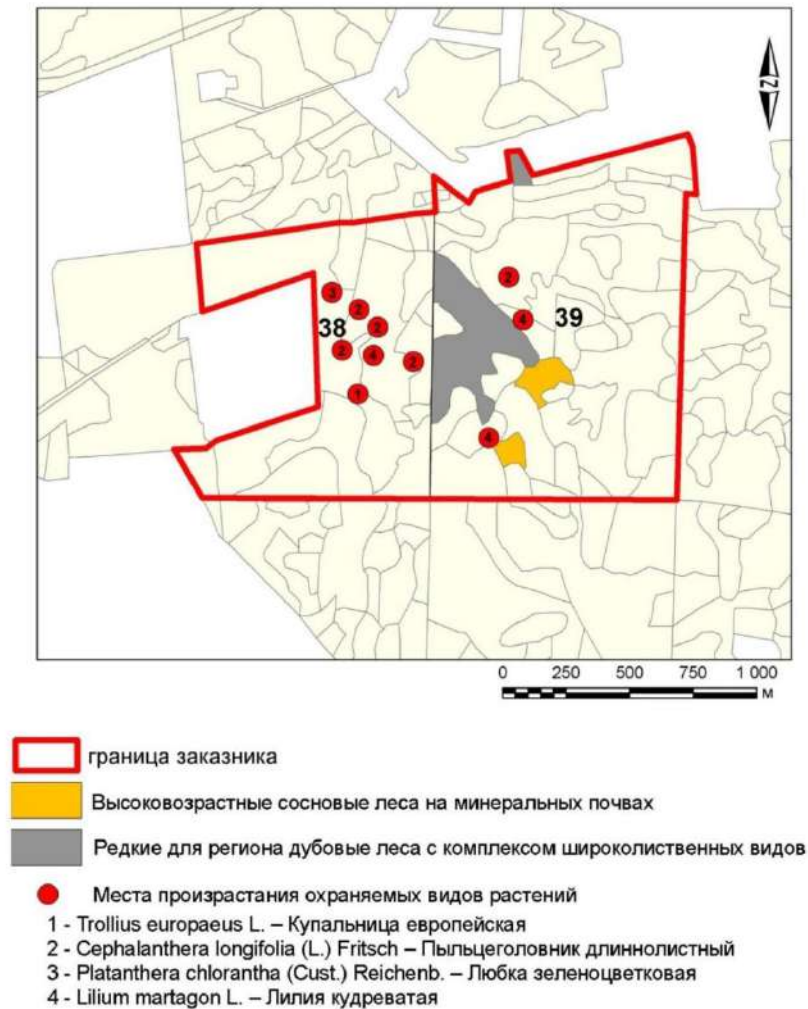 N
2
3
2
39
4
38
2
2
4
2
1
4
0 250 500 750 1 000
м
граница заказника
Высоковозрастные сосновые леса на минеральных почвах
Редкие для региона дубовые леса с комплексом широколиственных видов
Места произрастания охраняемых видов растений
1 - Trollius europaeus L. – Купальница европейская
2 - Cephalanthera longifolia (L.) Fritsch – Пыльцеголовник длиннолистный
3 - Platanthera chlorantha (Cust.) Reichenb. – Любка зеленоцветковая
4 - Lilium martagon L. – Лилия кудреватая